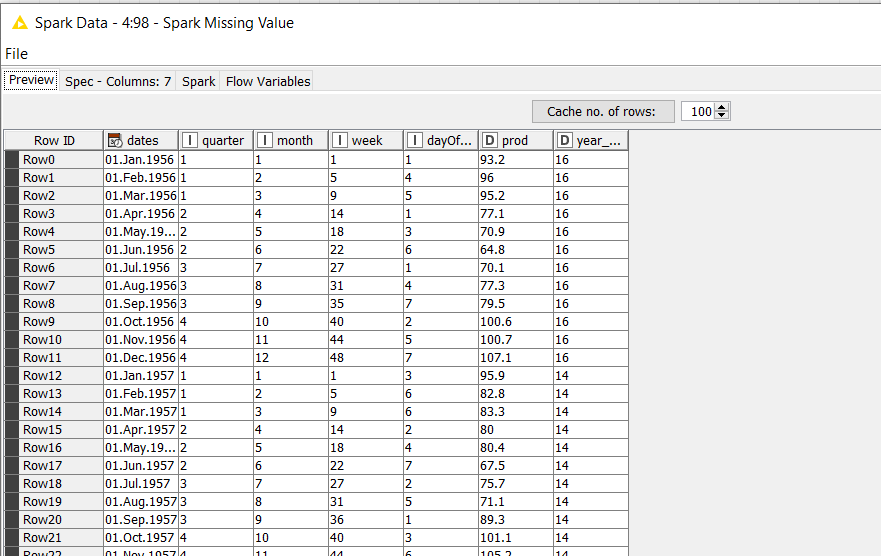 Spark Data - 4:98 - Spark Missing Value
File
Preview Spec - Columns: 7 Spark Flow Variables
Cache no. of rows: 100
Row ID dates I quarter I month I week I dayOf... D prod D year_...
Row0 01.Jan.1956 1 1 1 1 93.2 16
Row1 01.Feb.1956 1 2 5 4 96 16
Row2 01.Mar.1956 1 3 9 5 95.2 16
Row3 01.Apr.1956 2 4 14 1 77.1 16
Row4 01.May.19... 2 5 18 3 70.9 16
Row5 01.Jun.1956 2 6 22 6 64.8 16
Row6 01.Jul.1956 3 7 27 1 70.1 16
Row7 01.Aug.1956 3 8 31 4 77.3 16
Row8 01.Sep.1956 3 9 35 7 79.5 16
Row9 01.Oct.1956 4 10 40 2 100.6 16
Row10 01.Nov.1956 4 11 44 5 100.7 16
Row11 01.Dec.1956 4 12 48 7 107.1 16
Row12 01.Jan.1957 1 1 1 3 95.9 14
Row13 01.Feb.1957 1 2 5 6 82.8 14
Row14 01.Mar.1957 1 3 9 6 83.3 14
Row15 01.Apr.1957 2 4 14 2 80 14
Row16 01.May.19... 2 5 18 4 80.4 14
Row17 01.Jun.1957 2 6 22 7 67.5 14
Row18 01.Jul.1957 3 7 27 2 75.7 14
Row19 01.Aug.1957 3 8 31 5 71.1 14
Row20 01.Sep.1957 3 9 36 1 89.3 14
Row21 01.Oct.1957 4 10 40 3 101.1 14
Row22 01.Nov.1957 4 11 44 6 105.2 14